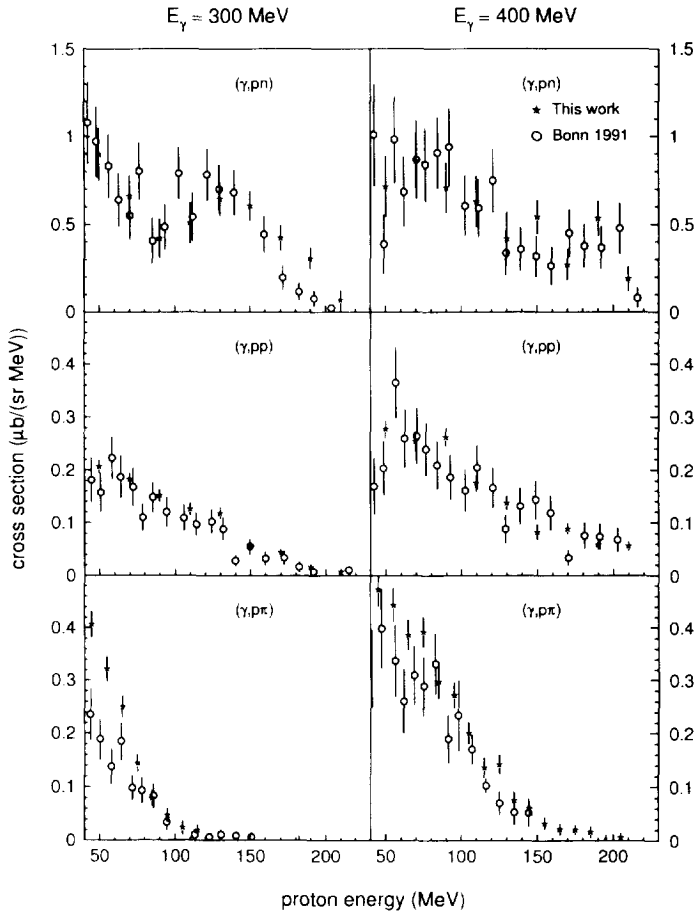 E_γ = 300 MeV
E_γ = 400 MeV
1.5
1
0.5
0
(γ,pn)
(γ,pn)
★ This work
○ Bonn 1991
1.5
1
0.5
0
0.4
0.3
0.2
0.1
0
(γ,pp)
(γ,pp)
0.4
0.3
0.2
0.1
0
0.4
0.3
0.2
0.1
0
(γ,pπ)
(γ,pπ)
0.4
0.3
0.2
0.1
0
cross section (μb/(sr MeV))
50 100 150 200
50 100 150 200
proton energy (MeV)